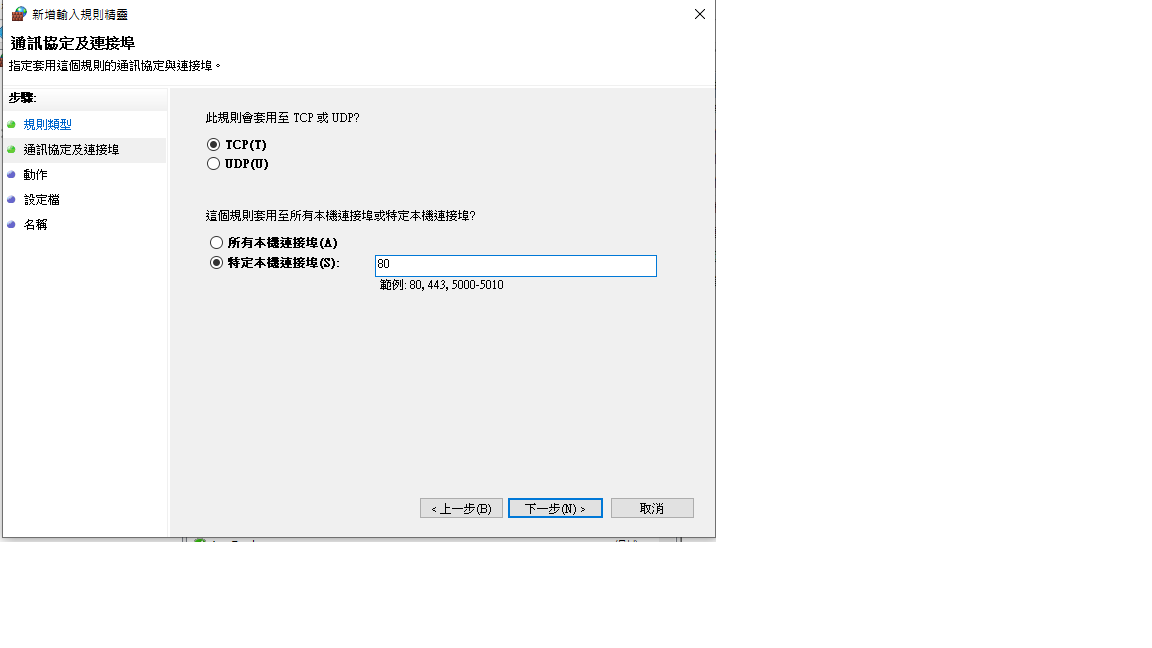 新增輸入規則精靈
通訊協定及連接埠
指定套用這個規則的通訊協定與連接埠。
步驟:
規則類型
通訊協定及連接埠
動作
設定檔
名稱
此規則會套用至 TCP 或 UDP?
TCP(T)
UDP(U)
這個規則套用至所有本機連接埠或特定本機連接埠?
所有本機連接埠(A)
特定本機連接埠(S):
80
範例: 80, 443, 5000-5010
< 上一步(B)
下一步(N) >
取消